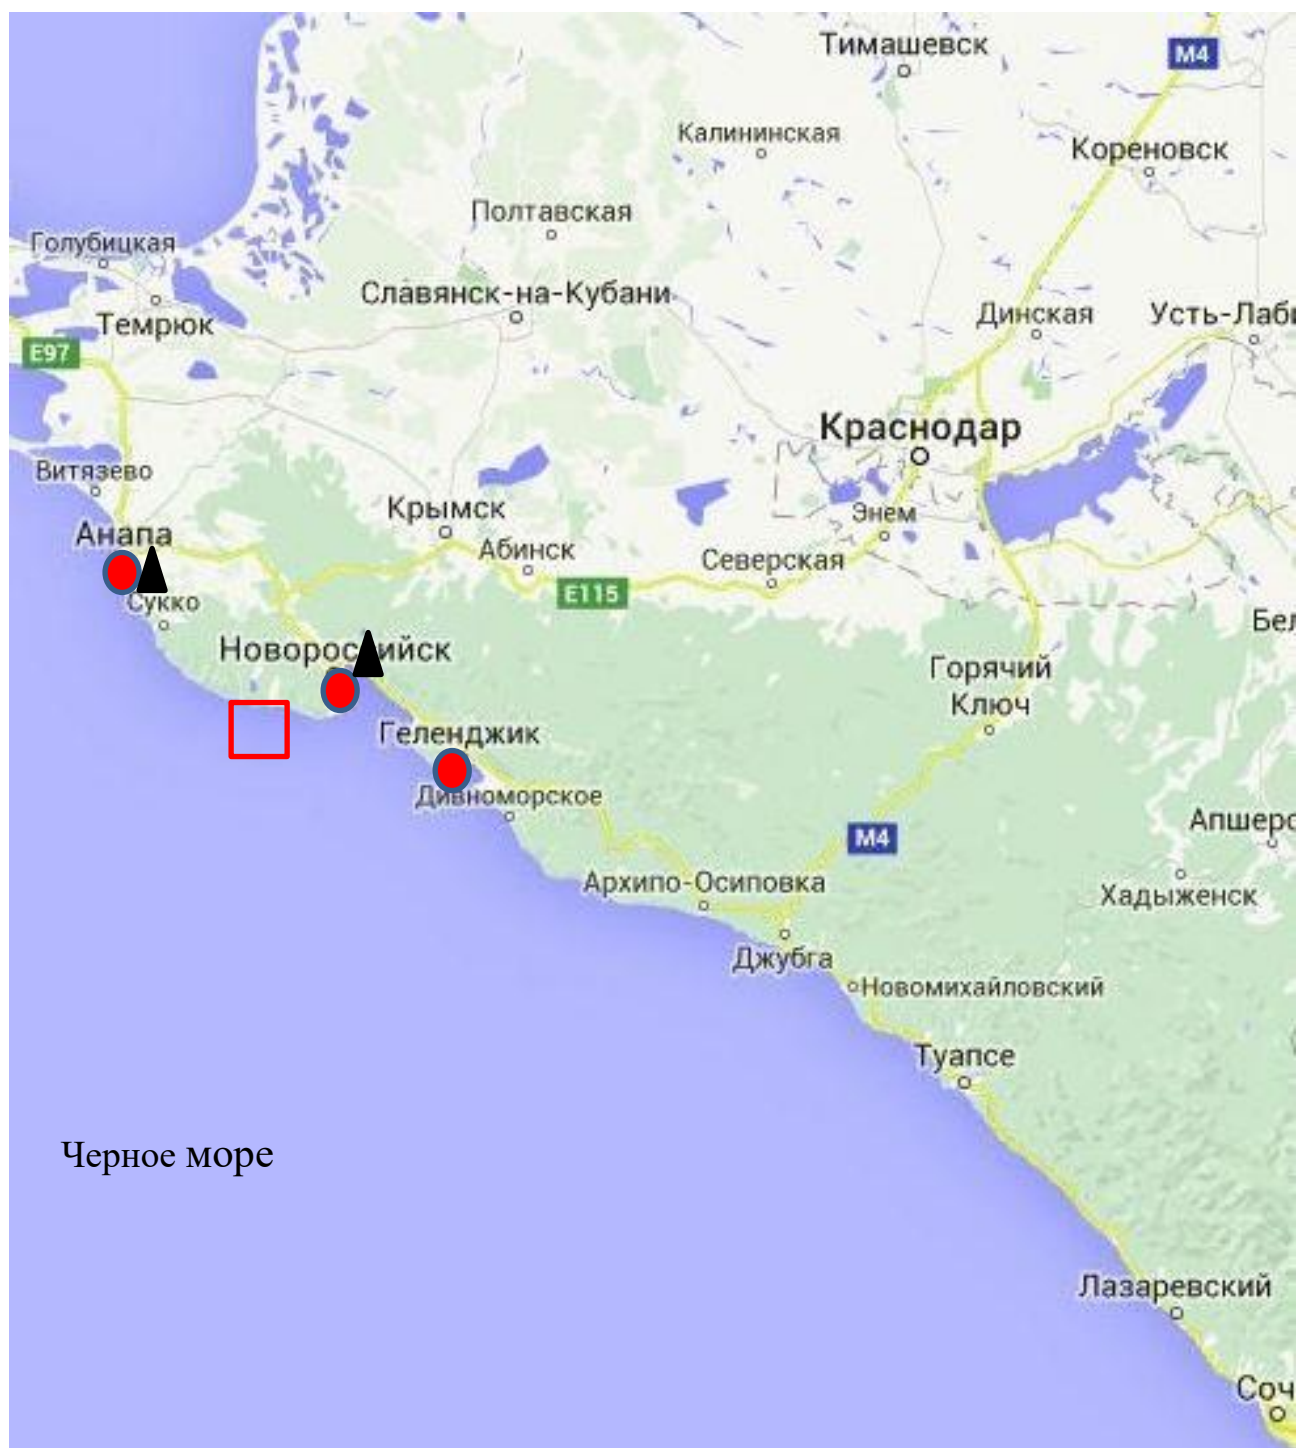 Тимашевск
M4
Калининская
Кореновск
Полтавская
Голубицкая
Славянск-на-Кубани
Темрюк
Динская
Усть-Лаби
E97
Краснодар
Витязево
Крымск
Энем
Анапа
Абинск
Северская
E115
Сукко
Бел
Новороссийск
Горячий
Ключ
Геленджик
Дивноморское
Апшерс
M4
Архипо-Осиповка
Хадыженск
Джубга
Новомихайловский
Туапсе
Черное море
Лазаревский
Соч